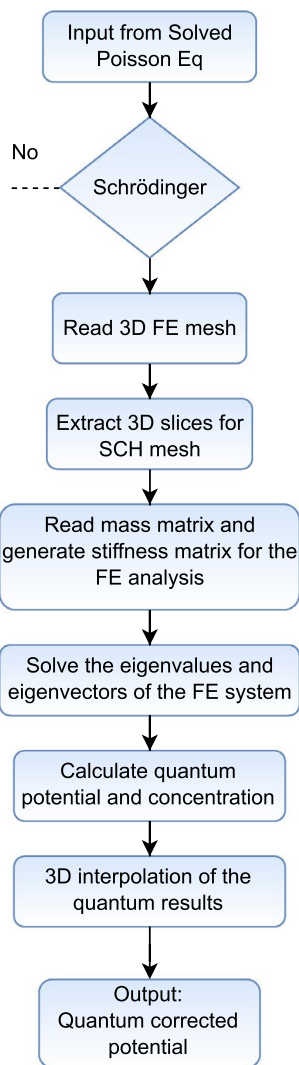 Input from Solved
Poisson Eq
No
Schrödinger
Read 3D FE mesh
Extract 3D slices for
SCH mesh
Read mass matrix and
generate stiffness matrix for the
FE analysis
Solve the eigenvalues and
eigenvectors of the FE system
Calculate quantum
potential and concentration
3D interpolation of the
quantum results
Output:
Quantum corrected
potential